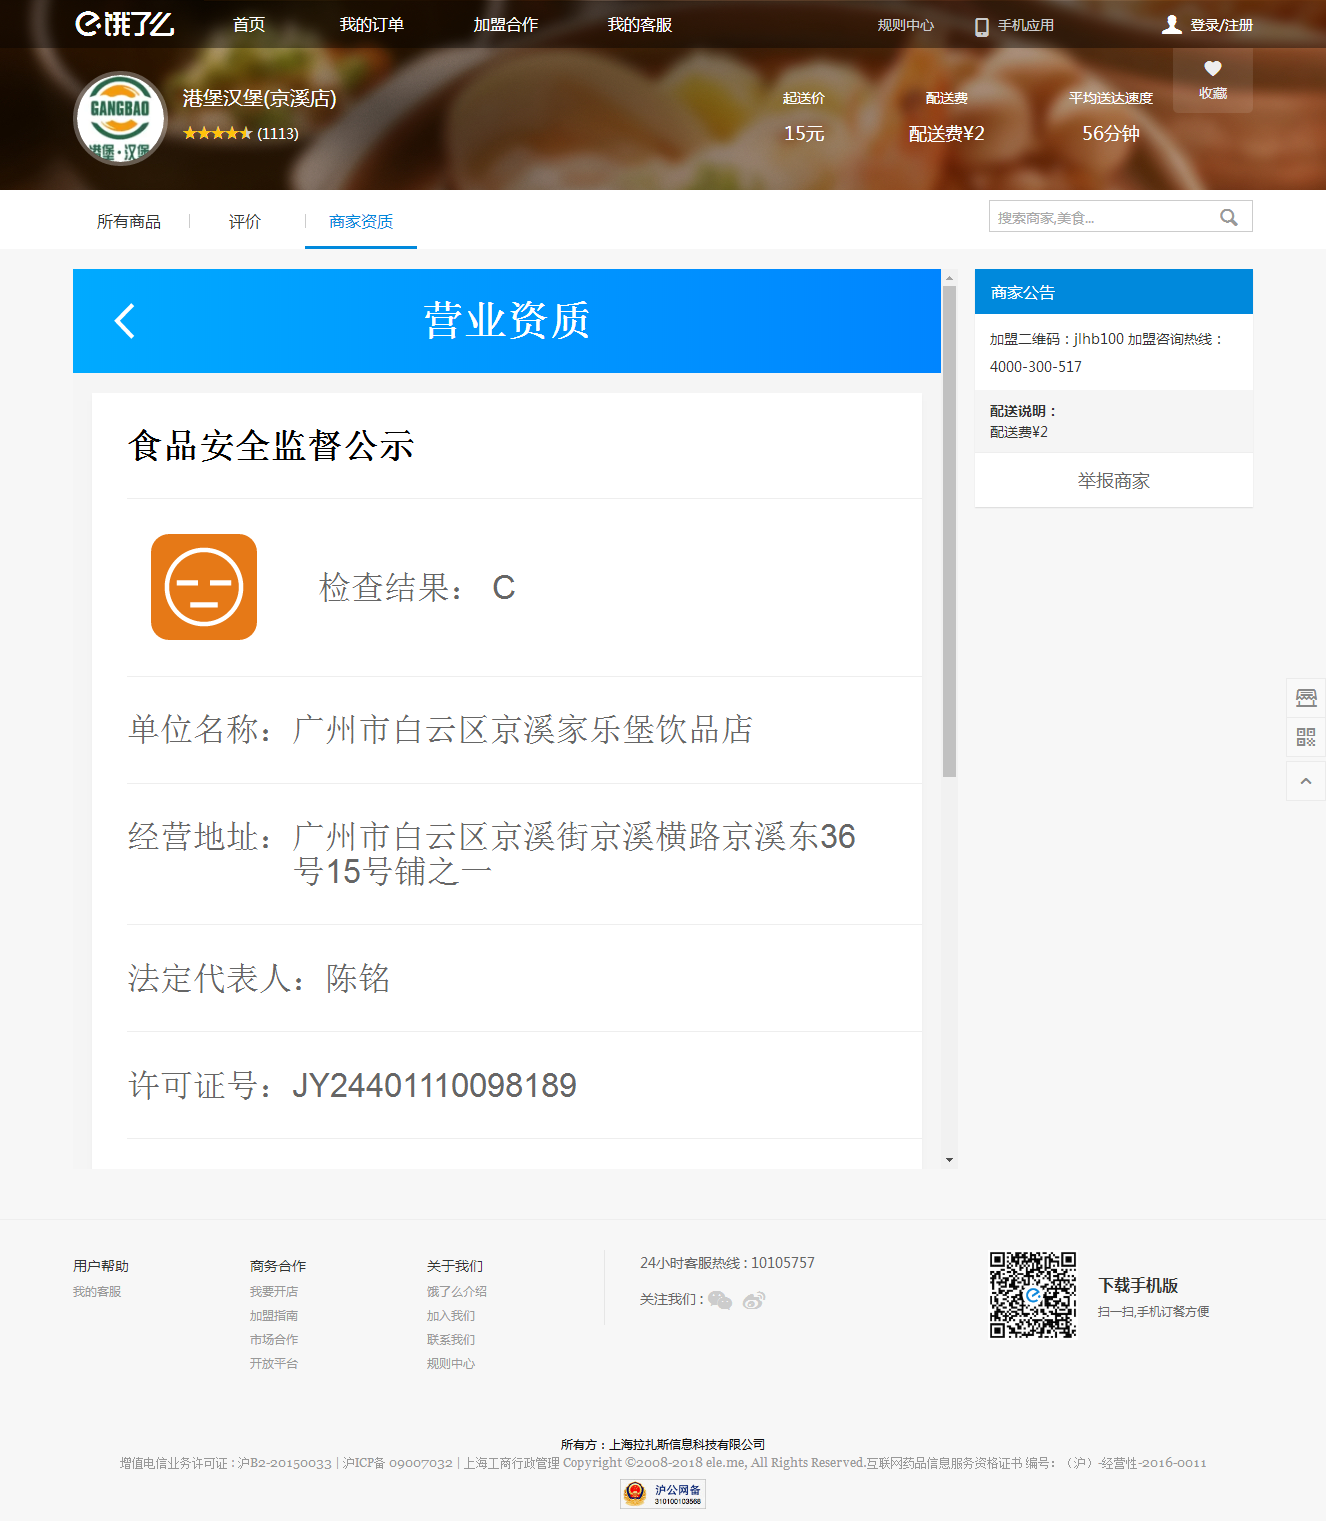 饿了么 首页 我的订单 加盟合作 我的客服 规则中心 手机应用 登录/注册
收藏
GANGBAO
港堡·汉堡
港堡汉堡(京溪店)
(1113)
起送价 配送费 平均送达速度
15元 配送费¥2 56分钟
所有商品 评价 商家资质
搜索商家,美食...
营业资质
食品安全监督公示
检查结果： C
单位名称：广州市白云区京溪家乐堡饮品店
经营地址：广州市白云区京溪街京溪横路京溪东36
号15号铺之一
法定代表人：陈铭
许可证号：JY24401110098189
商家公告
加盟二维码：jlhb100 加盟咨询热线：
4000-300-517
配送说明：
配送费¥2
举报商家
用户帮助
我的客服
商务合作
我要开店
加盟指南
市场合作
开放平台
关于我们
饿了么介绍
加入我们
联系我们
规则中心
24小时客服热线 : 10105757
关注我们 :
下载手机版
扫一扫,手机订餐方便
所有方：上海拉扎斯信息科技有限公司
增值电信业务许可证 : 沪B2-20150033 | 沪ICP备 09007032 | 上海工商行政管理 Copyright ©2008-2018 ele.me, All Rights Reserved.互联网药品信息服务资格证书 编号：（沪）-经营性-2016-0011
沪公网备
310100103568